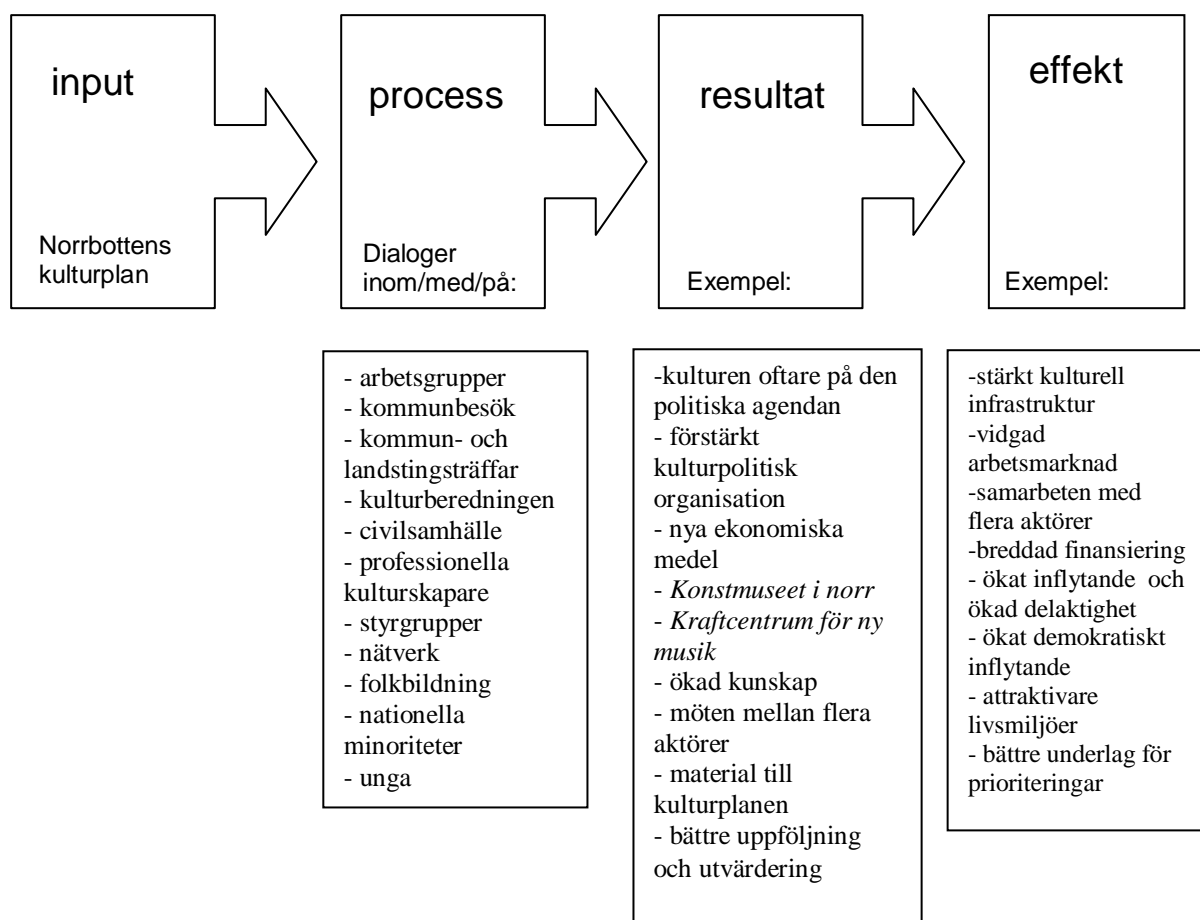 input
Norrbottens
kulturplan
process
Dialoger
inom/med/på:
resultat
Exempel:
effekt
Exempel:
- arbetsgrupper
- kommunbesök
- kommun- och
landstingsträffar
- kulturberedningen
- civilsamhälle
- professionella
kulturskapare
- styrgrupper
- nätverk
- folkbildning
- nationella
minoriteter
- unga
-kulturen oftare på den
politiska agendan
- förstärkt
kulturpolitisk
organisation
- nya ekonomiska
medel
- Konstmuseet i norr
- Kraftcentrum för ny
musik
- ökad kunskap
- möten mellan flera
aktörer
- material till
kulturplanen
- bättre uppföljning
och utvärdering
-stärkt kulturell
infrastruktur
-vidgad
arbetsmarknad
-samarbeten med
flera aktörer
-breddad finansiering
- ökat inflytande och
ökad delaktighet
- ökat demokratiskt
inflytande
- attraktivare
livsmiljöer
- bättre underlag för
prioriteringar